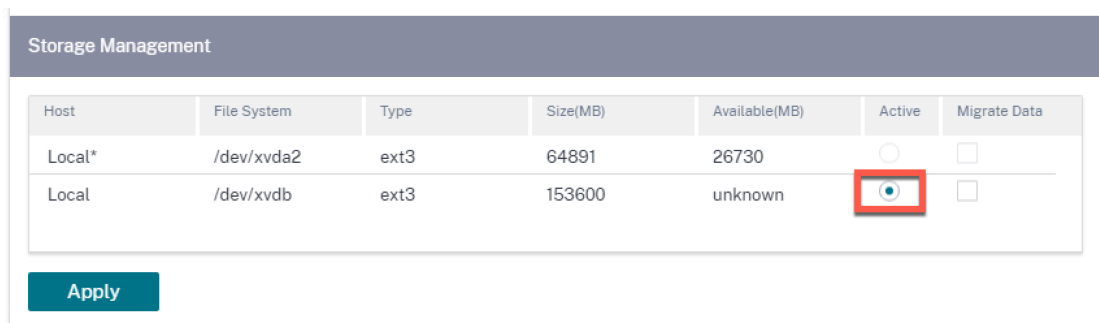 Storage Management
Host File System Type Size(MB) Available(MB) Active Migrate Data
Local* /dev/xvda2 ext3 64891 26730
Local /dev/xvdb ext3 153600 unknown
Apply